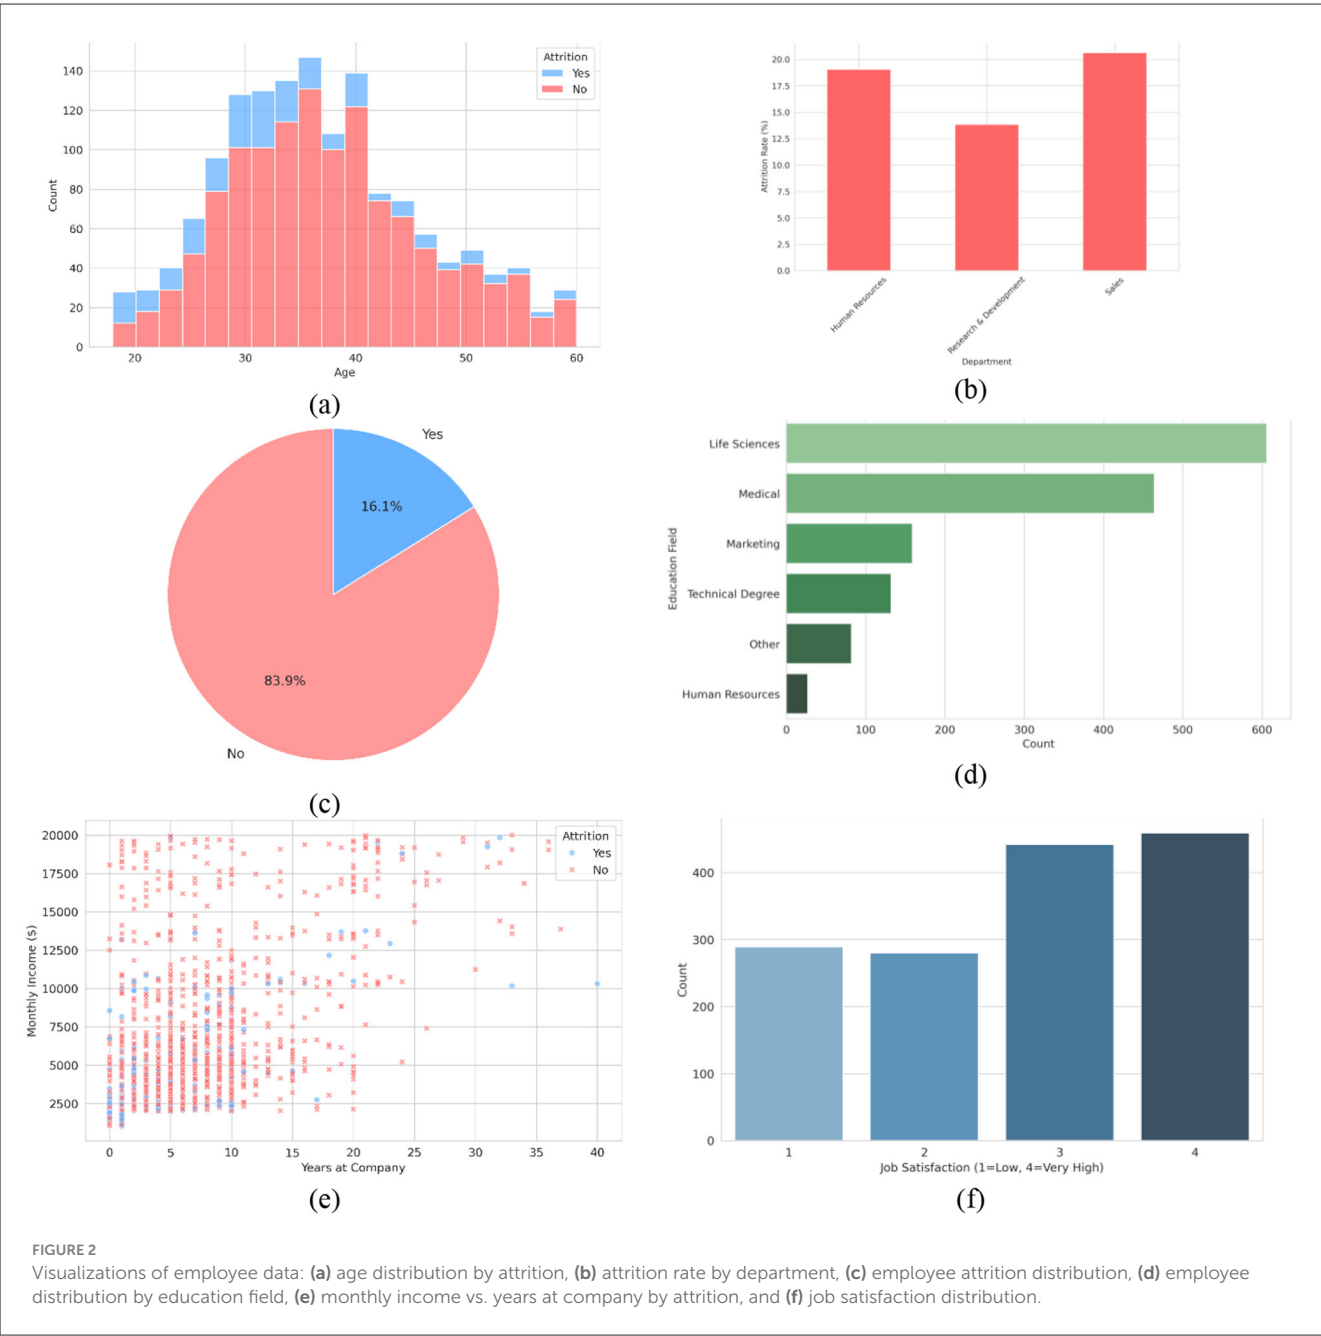 Attrition
Yes
No
140
120
100
80
60
40
20
0
Count
20
30
40
50
60
Age
(a)
20.0
17.5
15.0
12.5
10.0
7.5
5.0
2.5
0.0
Attrition Rate (%)
Human Resources
Research & Development
Sales
Department
(b)
Yes
16.1%
83.9%
No
(c)
Life Sciences
Medical
Marketing
Technical Degree
Other
Human Resources
Education Field
0
100
200
300
400
500
600
Count
(d)
20000
17500
15000
12500
10000
7500
5000
2500
Monthly Income ($)
Attrition
Yes
No
0
5
10
15
20
25
30
35
40
Years at Company
(e)
400
300
200
100
0
Count
1
2
3
4
Job Satisfaction (1=Low, 4=Very High)
(f)
FIGURE 2
Visualizations of employee data: (a) age distribution by attrition, (b) attrition rate by department, (c) employee attrition distribution, (d) employee
distribution by education field, (e) monthly income vs. years at company by attrition, and (f) job satisfaction distribution.